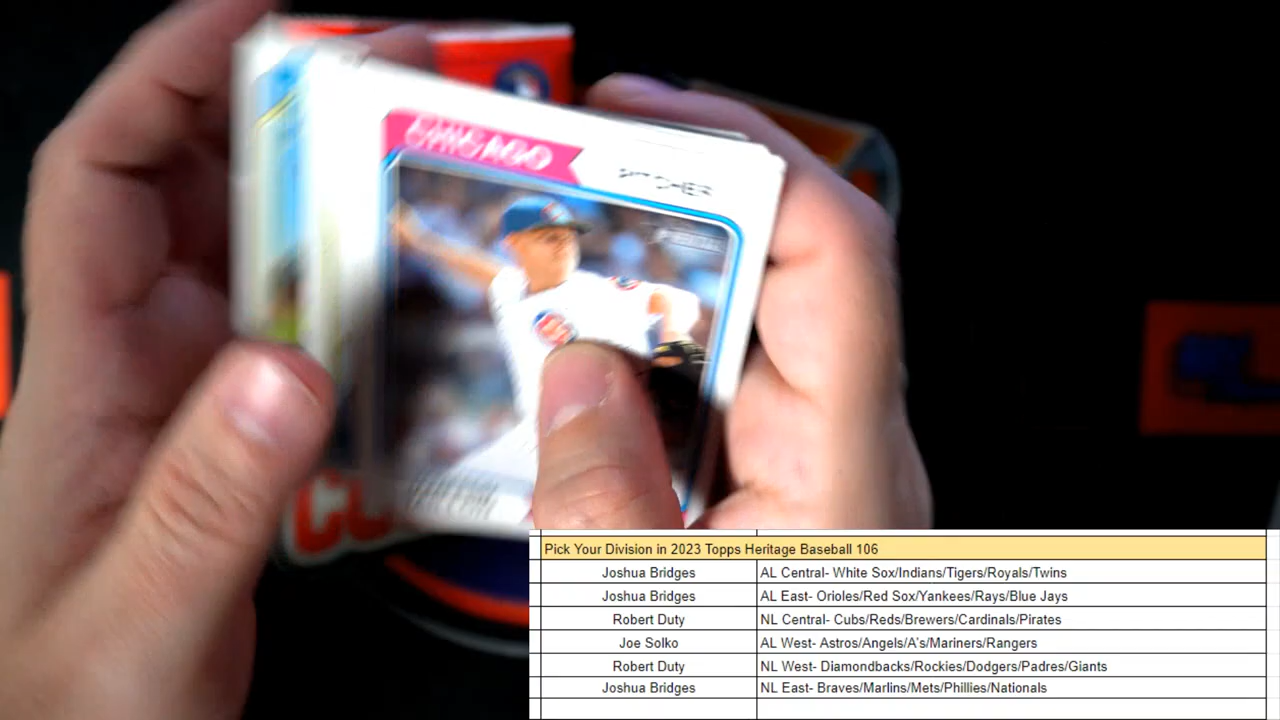 CHICAGO
PITCHER
Pick Your Division in 2023 Topps Heritage Baseball 106
Joshua Bridges AL Central- White Sox/Indians/Tigers/Royals/Twins
Joshua Bridges AL East- Orioles/Red Sox/Yankees/Rays/Blue Jays
Robert Duty NL Central- Cubs/Reds/Brewers/Cardinals/Pirates
Joe Solko AL West- Astros/Angels/A's/Mariners/Rangers
Robert Duty NL West- Diamondbacks/Rockies/Dodgers/Padres/Giants
Joshua Bridges NL East- Braves/Marlins/Mets/Phillies/Nationals